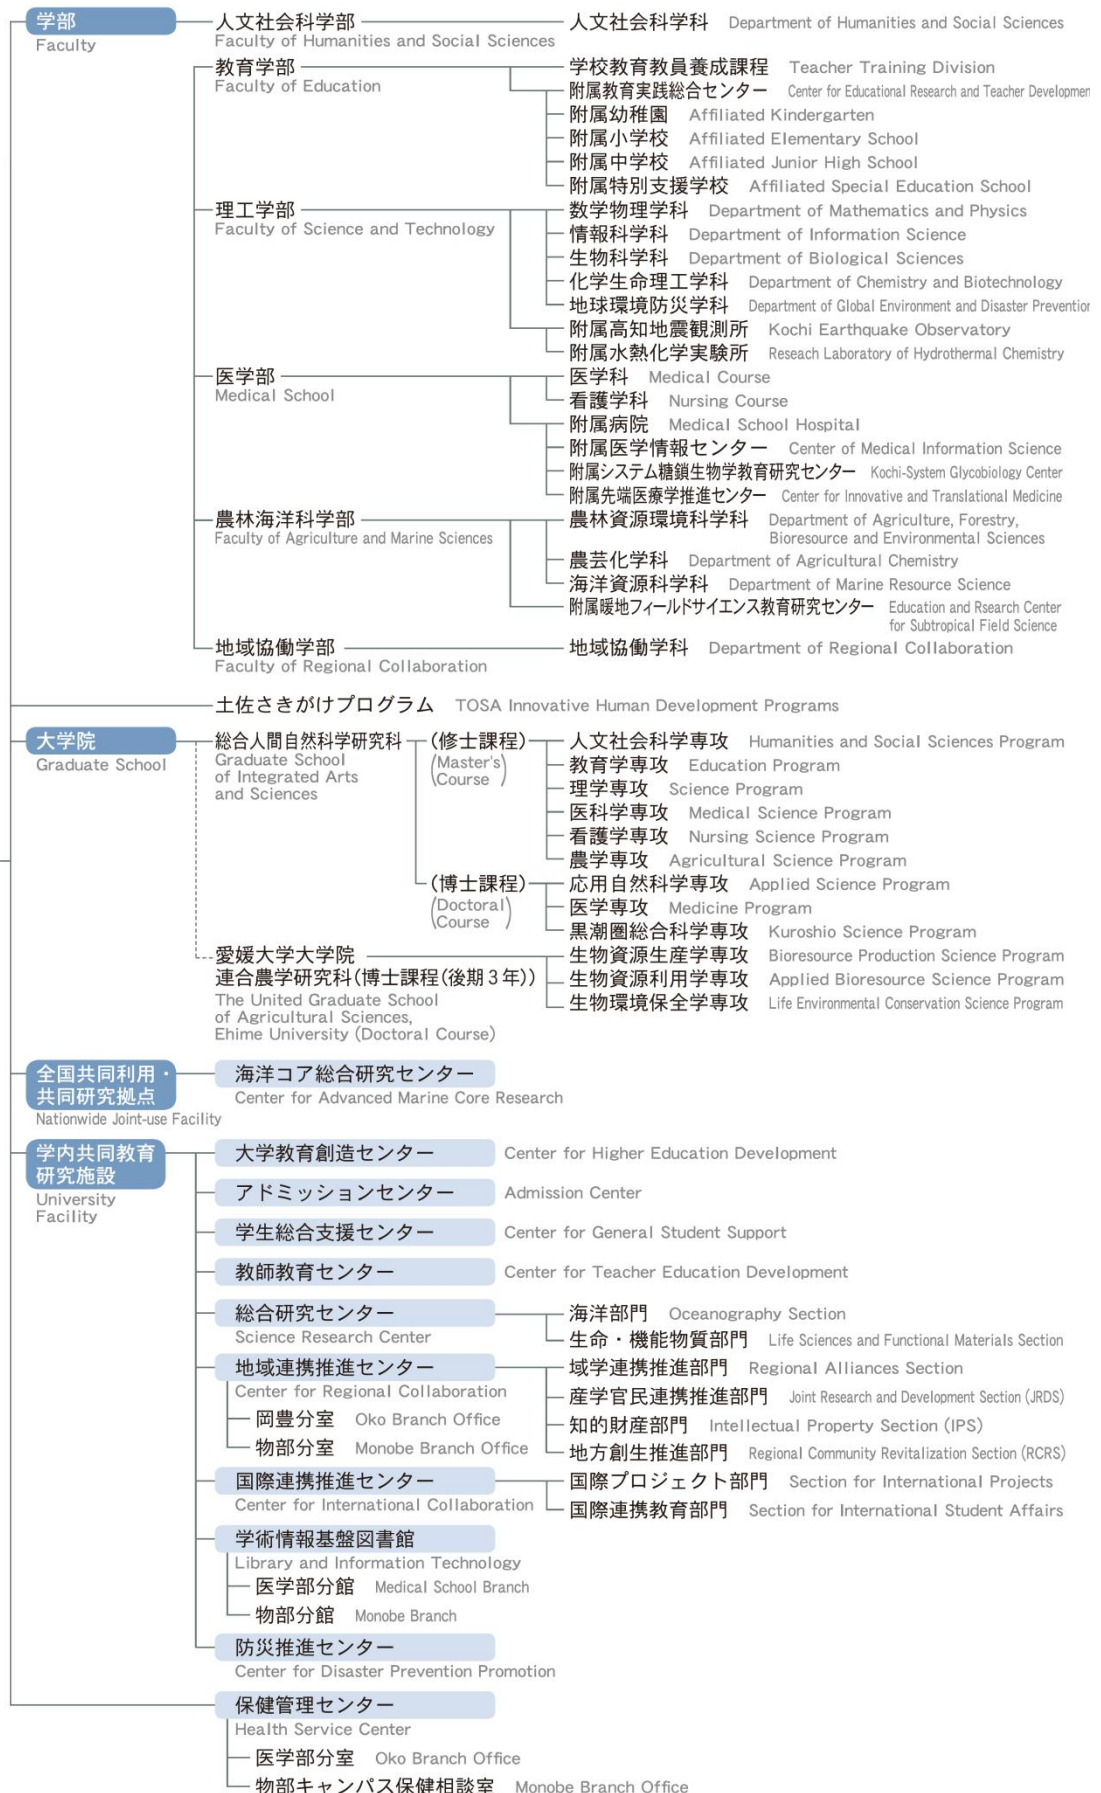 学部
Faculty
人文社会科学部
Faculty of Humanities and Social Sciences
人文社会科学科 Department of Humanities and Social Sciences
教育学部
Faculty of Education
学校教育教員養成課程 Teacher Training Division
附属教育実践総合センター Center for Educational Research and Teacher Developmen
附属幼稚園 Affiliated Kindergarten
附属小学校 Affiliated Elementary School
附属中学校 Affiliated Junior High School
附属特別支援学校 Affiliated Special Education School
理工学部
Faculty of Science and Technology
数学物理学科 Department of Mathematics and Physics
情報科学科 Department of Information Science
生物科学科 Department of Biological Sciences
化学生命理工学科 Department of Chemistry and Biotechnology
地球環境防災学科 Department of Global Environment and Disaster Prevention
附属高知地震観測所 Kochi Earthquake Observatory
附属水熱化学実験所 Reseach Laboratory of Hydrothermal Chemistry
医学部
Medical School
医学科 Medical Course
看護学科 Nursing Course
附属病院 Medical School Hospital
附属医学情報センター Center of Medical Information Science
附属システム糖鎖生物学教育研究センター Kochi-System Glycobiology Center
附属先端医療学推進センター Center for Innovative and Translational Medicine
農林海洋科学部
Faculty of Agriculture and Marine Sciences
農林資源環境科学科 Department of Agriculture, Forestry,
Bioresource and Environmental Sciences
農芸化学科 Department of Agricultural Chemistry
海洋資源科学科 Department of Marine Resource Science
附属暖地フィールドサイエンス教育研究センター Education and Rsearch Center
for Subtropical Field Science
地域協働学部
Faculty of Regional Collaboration
地域協働学科 Department of Regional Collaboration
土佐さきがけプログラム TOSA Innovative Human Development Programs
大学院
Graduate School
総合人間自然科学研究科
Graduate School
of Integrated Arts
and Sciences
(修士課程)
(Master's
Course)
人文社会科学専攻 Humanities and Social Sciences Program
教育学専攻 Education Program
理学専攻 Science Program
医科学専攻 Medical Science Program
看護学専攻 Nursing Science Program
農学専攻 Agricultural Science Program
(博士課程)
(Doctoral
Course)
応用自然科学専攻 Applied Science Program
医学専攻 Medicine Program
黒潮圏総合科学専攻 Kuroshio Science Program
愛媛大学大学院
連合農学研究科(博士課程(後期3年))
The United Graduate School
of Agricultural Sciences,
Ehime University (Doctoral Course)
生物資源生産学専攻 Bioresource Production Science Program
生物資源利用学専攻 Applied Bioresource Science Program
生物環境保全学専攻 Life Environmental Conservation Science Program
全国共同利用・
共同研究拠点
Nationwide Joint-use Facility
海洋コア総合研究センター
Center for Advanced Marine Core Research
学内共同教育
研究施設
University
Facility
大学教育創造センター Center for Higher Education Development
アドミッションセンター Admission Center
学生総合支援センター Center for General Student Support
教師教育センター Center for Teacher Education Development
総合研究センター
Science Research Center
海洋部門 Oceanography Section
生命・機能物質部門 Life Sciences and Functional Materials Section
地域連携推進センター
Center for Regional Collaboration
岡豊分室 Oko Branch Office
物部分室 Monobe Branch Office
域学連携推進部門 Regional Alliances Section
産学官民連携推進部門 Joint Research and Development Section (JRDS)
知的財産部門 Intellectual Property Section (IPS)
地方創生推進部門 Regional Community Revitalization Section (RCRS)
国際連携推進センター
Center for International Collaboration
国際プロジェクト部門 Section for International Projects
国際連携教育部門 Section for International Student Affairs
学術情報基盤図書館
Library and Information Technology
医学部分館 Medical School Branch
物部分館 Monobe Branch
防災推進センター
Center for Disaster Prevention Promotion
保健管理センター
Health Service Center
医学部分室 Oko Branch Office
物部キャンパス保健相談室 Monobe Branch Office